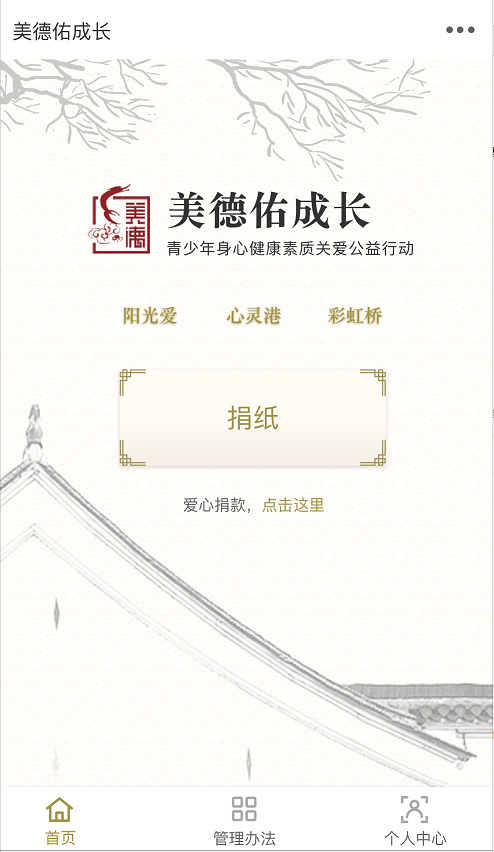 美德佑成长
美德
美德佑成长
青少年身心健康素质关爱公益行动
阳光爱 心灵港 彩虹桥
捐纸
爱心捐款，点击这里
首页 管理办法 个人中心